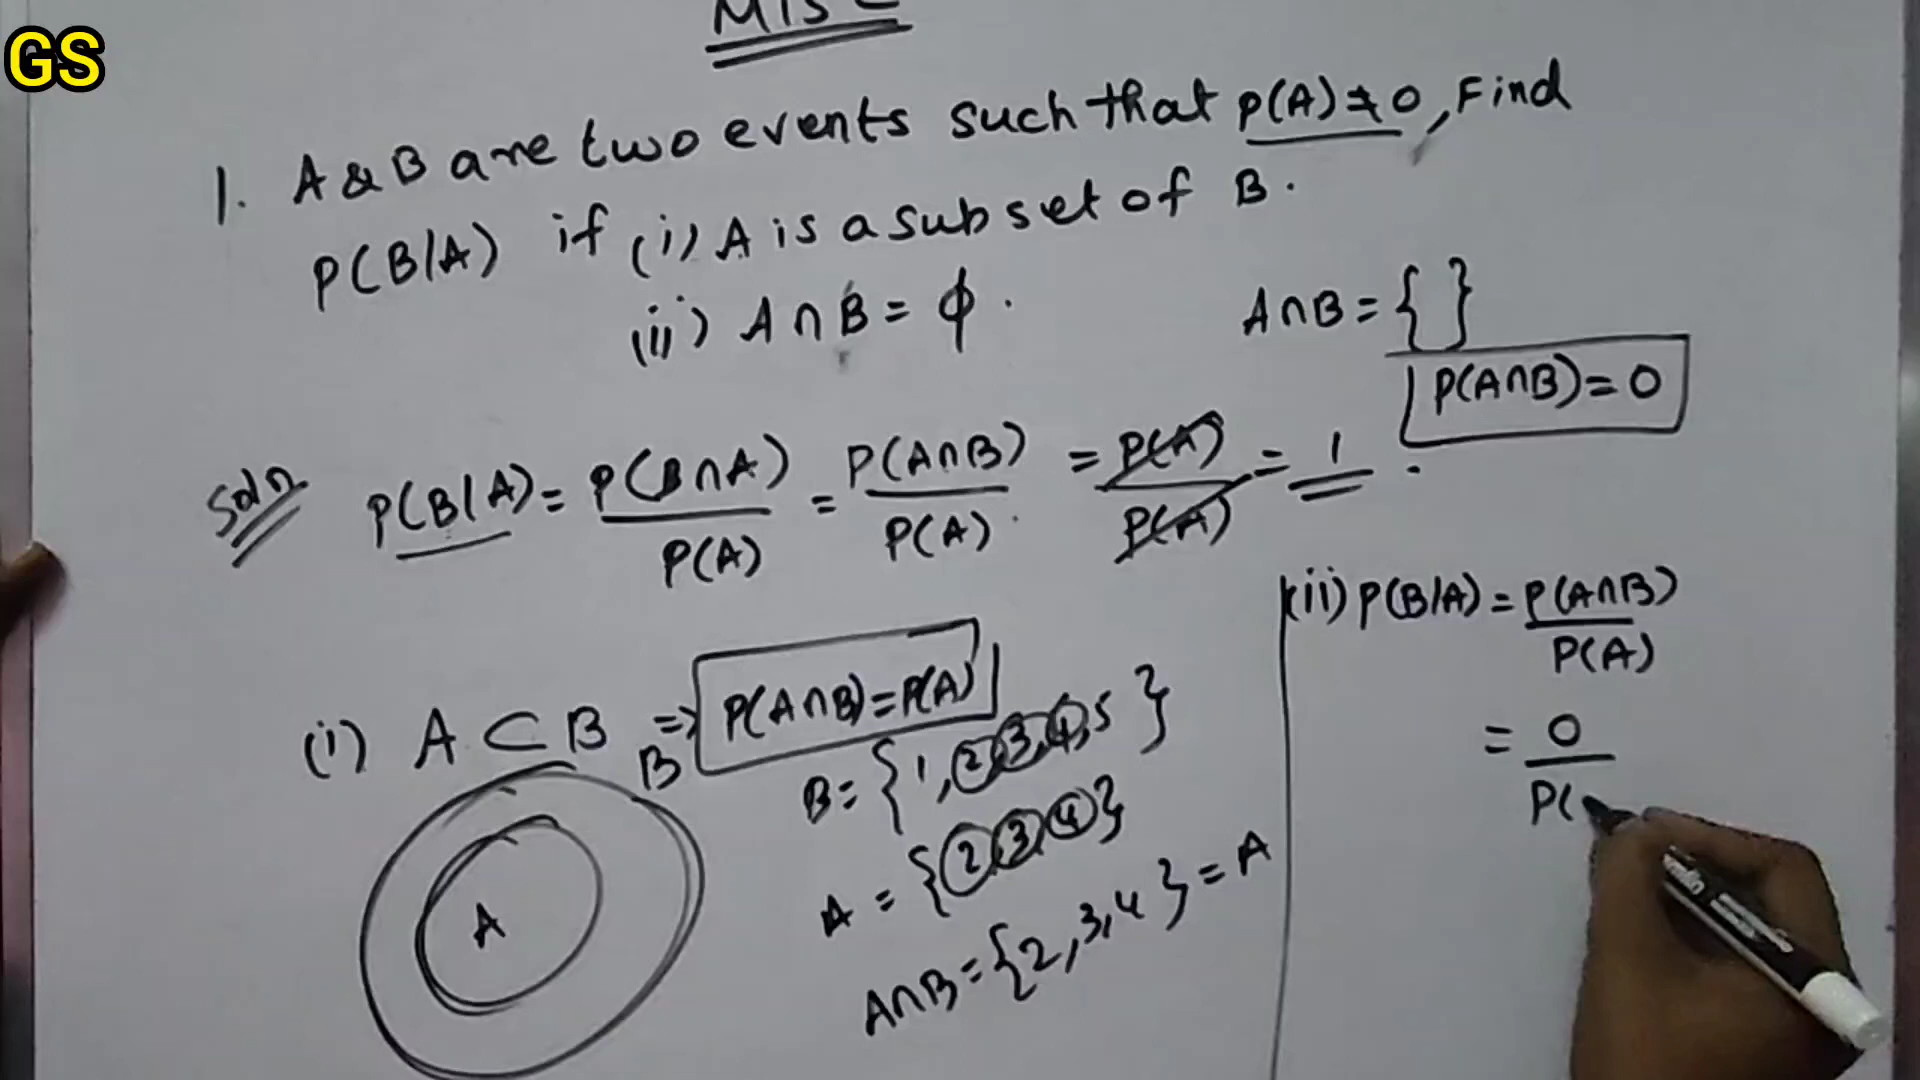 GS
MISC
1. A & B are two events such that P(A) ≠ 0, Find
P(B/A) if (i) A is a subset of B.
(ii) A ∩ B = ϕ.
A∩B = { }
P(A∩B) = 0
Soln P(B/A) = P(B∩A) / P(A) = P(A∩B) / P(A) = P(A) / P(A) = 1.
(i) A ⊂ B ⇒ P(A∩B) = P(A)
B
A
B = {1, 2, 3, 4, 5}
A = {2, 3, 4}
A∩B = {2, 3, 4} = A
(ii) P(B/A) = P(A∩B) / P(A)
= 0 / P(